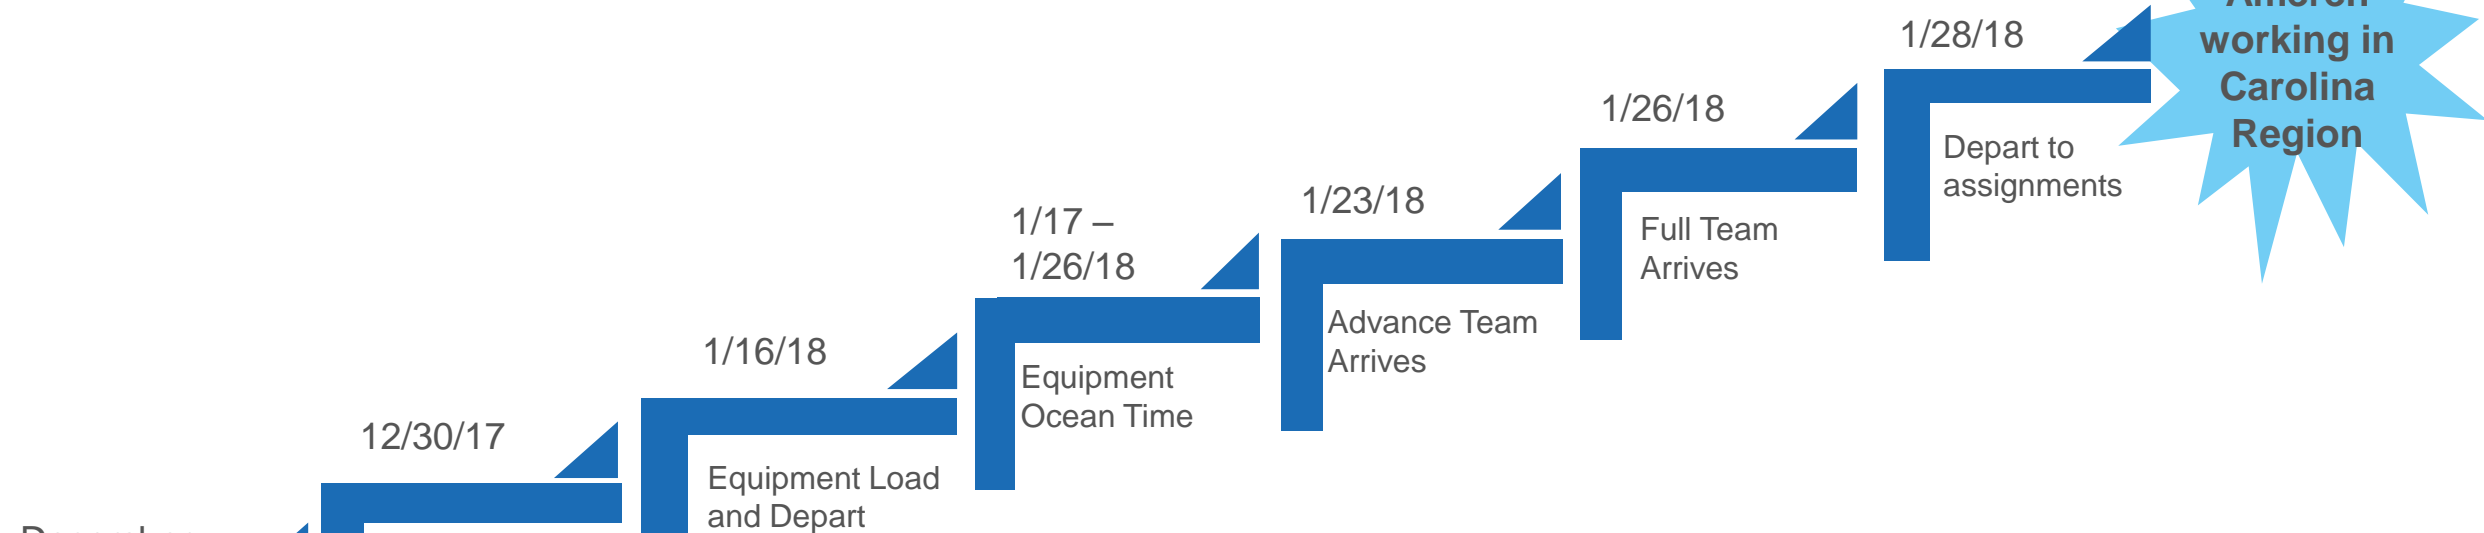 1/28/18
working in
Carolina
Region
Depart to
assignments
1/26/18
Full Team
Arrives
1/23/18
Advance Team
Arrives
1/17 –
1/26/18
Equipment
Ocean Time
1/16/18
Equipment Load
and Depart
12/30/17